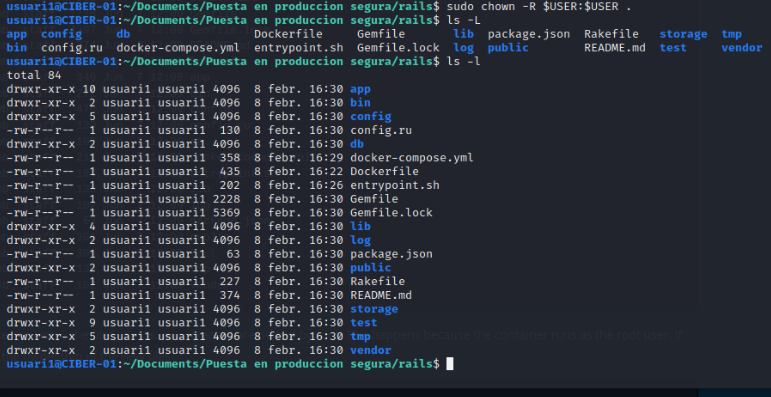 usuari1@CIBER-01:~/Documents/Puesta en produccion segura/rails$ sudo chown -R $USER:$USER .
usuari1@CIBER-01:~/Documents/Puesta en produccion segura/rails$ ls -L
app  config     db                  Dockerfile     Gemfile       lib  package.json  Rakefile   storage  tmp
bin  config.ru  docker-compose.yml  entrypoint.sh  Gemfile.lock  log  public        README.md  test     vendor
usuari1@CIBER-01:~/Documents/Puesta en produccion segura/rails$ ls -l
total 84
drwxr-xr-x 10 usuari1 usuari1 4096  8 febr. 16:30 app
drwxr-xr-x  2 usuari1 usuari1 4096  8 febr. 16:30 bin
drwxr-xr-x  5 usuari1 usuari1 4096  8 febr. 16:30 config
-rw-r--r--  1 usuari1 usuari1  130  8 febr. 16:30 config.ru
drwxr-xr-x  2 usuari1 usuari1 4096  8 febr. 16:30 db
-rw-r--r--  1 usuari1 usuari1  358  8 febr. 16:29 docker-compose.yml
-rw-r--r--  1 usuari1 usuari1  435  8 febr. 16:22 Dockerfile
-rw-r--r--  1 usuari1 usuari1  202  8 febr. 16:26 entrypoint.sh
-rw-r--r--  1 usuari1 usuari1 2228  8 febr. 16:30 Gemfile
-rw-r--r--  1 usuari1 usuari1 5369  8 febr. 16:30 Gemfile.lock
drwxr-xr-x  4 usuari1 usuari1 4096  8 febr. 16:30 lib
drwxr-xr-x  2 usuari1 usuari1 4096  8 febr. 16:30 log
-rw-r--r--  1 usuari1 usuari1   63  8 febr. 16:30 package.json
drwxr-xr-x  2 usuari1 usuari1 4096  8 febr. 16:30 public
-rw-r--r--  1 usuari1 usuari1  227  8 febr. 16:30 Rakefile
-rw-r--r--  1 usuari1 usuari1  374  8 febr. 16:30 README.md
drwxr-xr-x  2 usuari1 usuari1 4096  8 febr. 16:30 storage
drwxr-xr-x  9 usuari1 usuari1 4096  8 febr. 16:30 test
drwxr-xr-x  5 usuari1 usuari1 4096  8 febr. 16:30 tmp
drwxr-xr-x  2 usuari1 usuari1 4096  8 febr. 16:30 vendor
usuari1@CIBER-01:~/Documents/Puesta en produccion segura/rails$